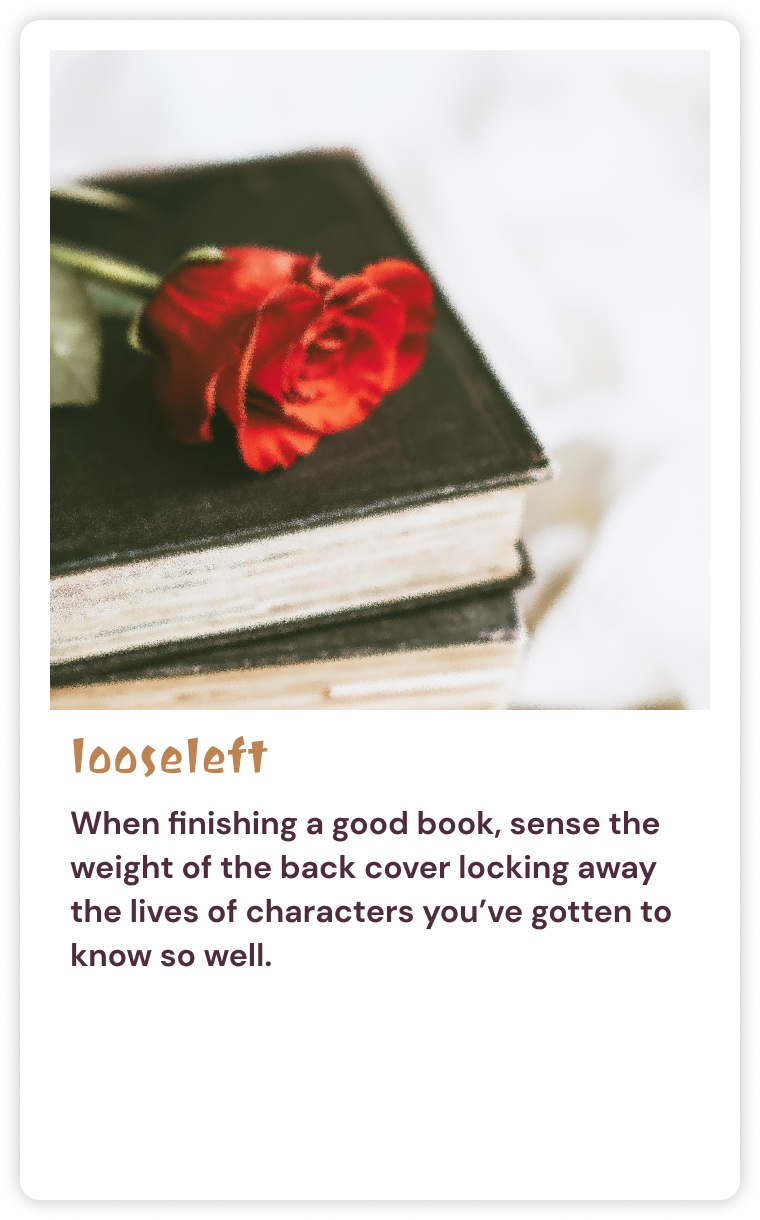 looseleft
When finishing a good book, sense the
weight of the back cover locking away
the lives of characters you’ve gotten to
know so well.